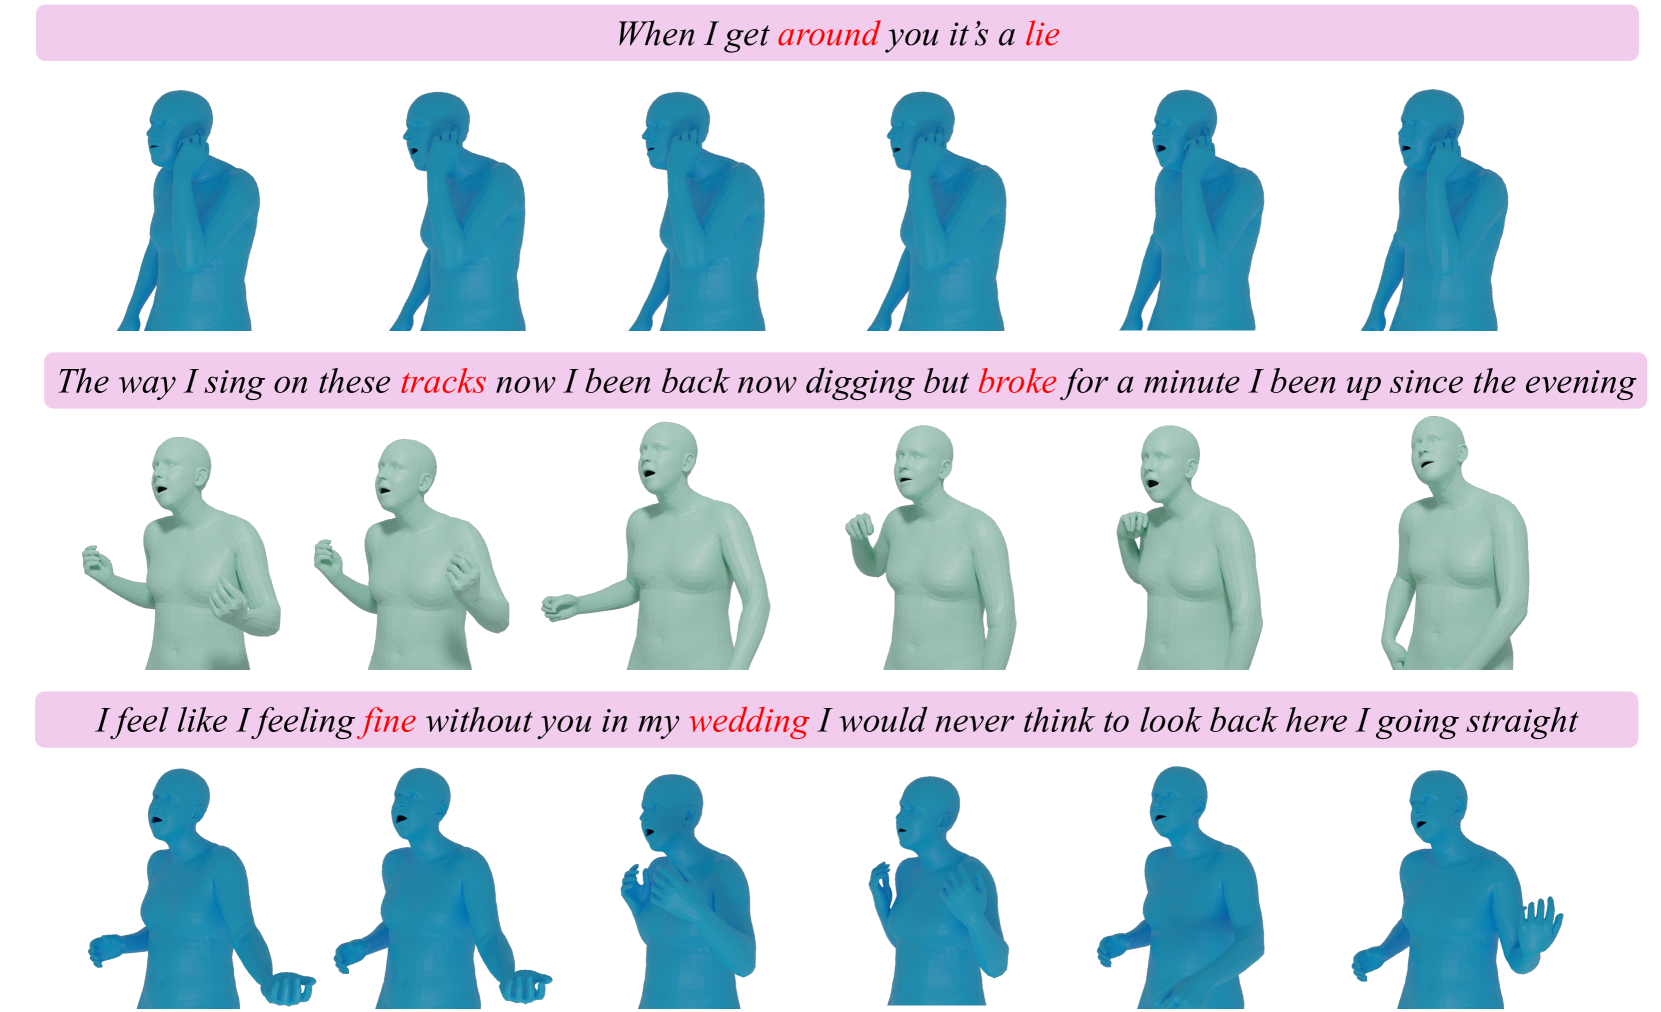 When I get around you it's a lie
The way I sing on these tracks now I been back now digging but broke for a minute I been up since the evening
I feel like I feeling fine without you in my wedding I would never think to look back here I going straight